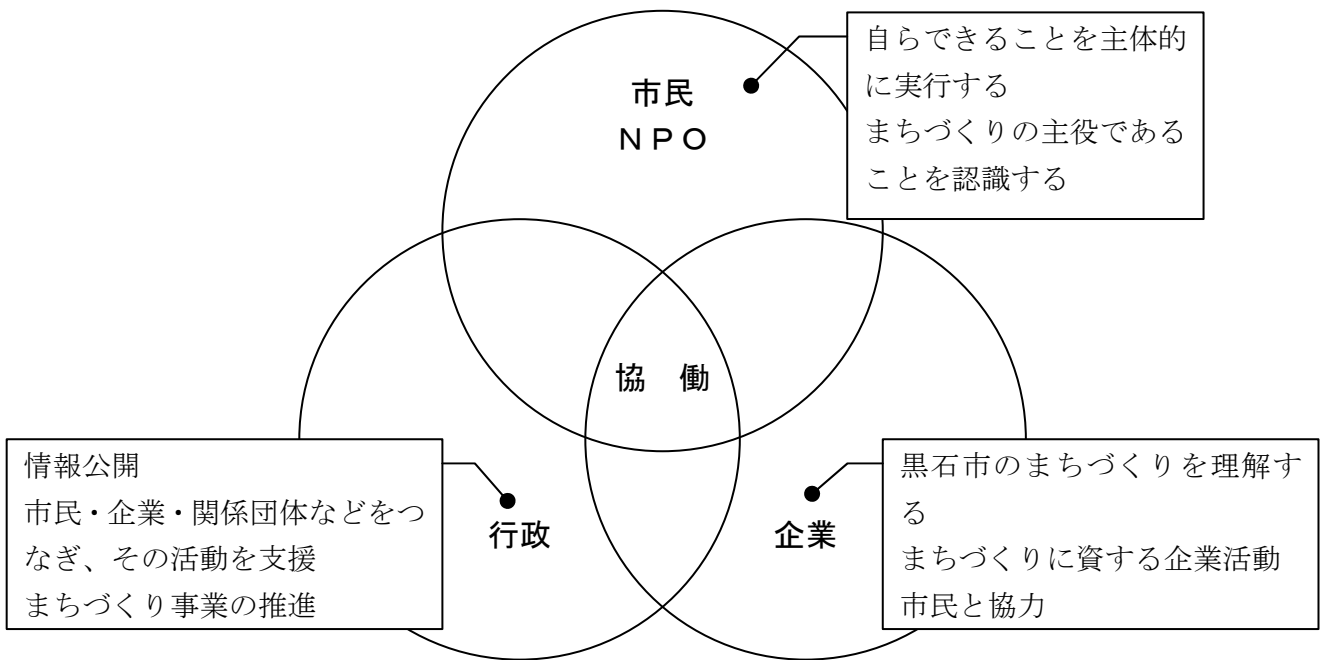 自らできることを主体的
に実行する
まちづくりの主役である
ことを認識する
市民
ＮＰＯ
協　働
情報公開
市民・企業・関係団体などをつ
なぎ、その活動を支援
まちづくり事業の推進
行政
企業
黒石市のまちづくりを理解す
る
まちづくりに資する企業活動
市民と協力